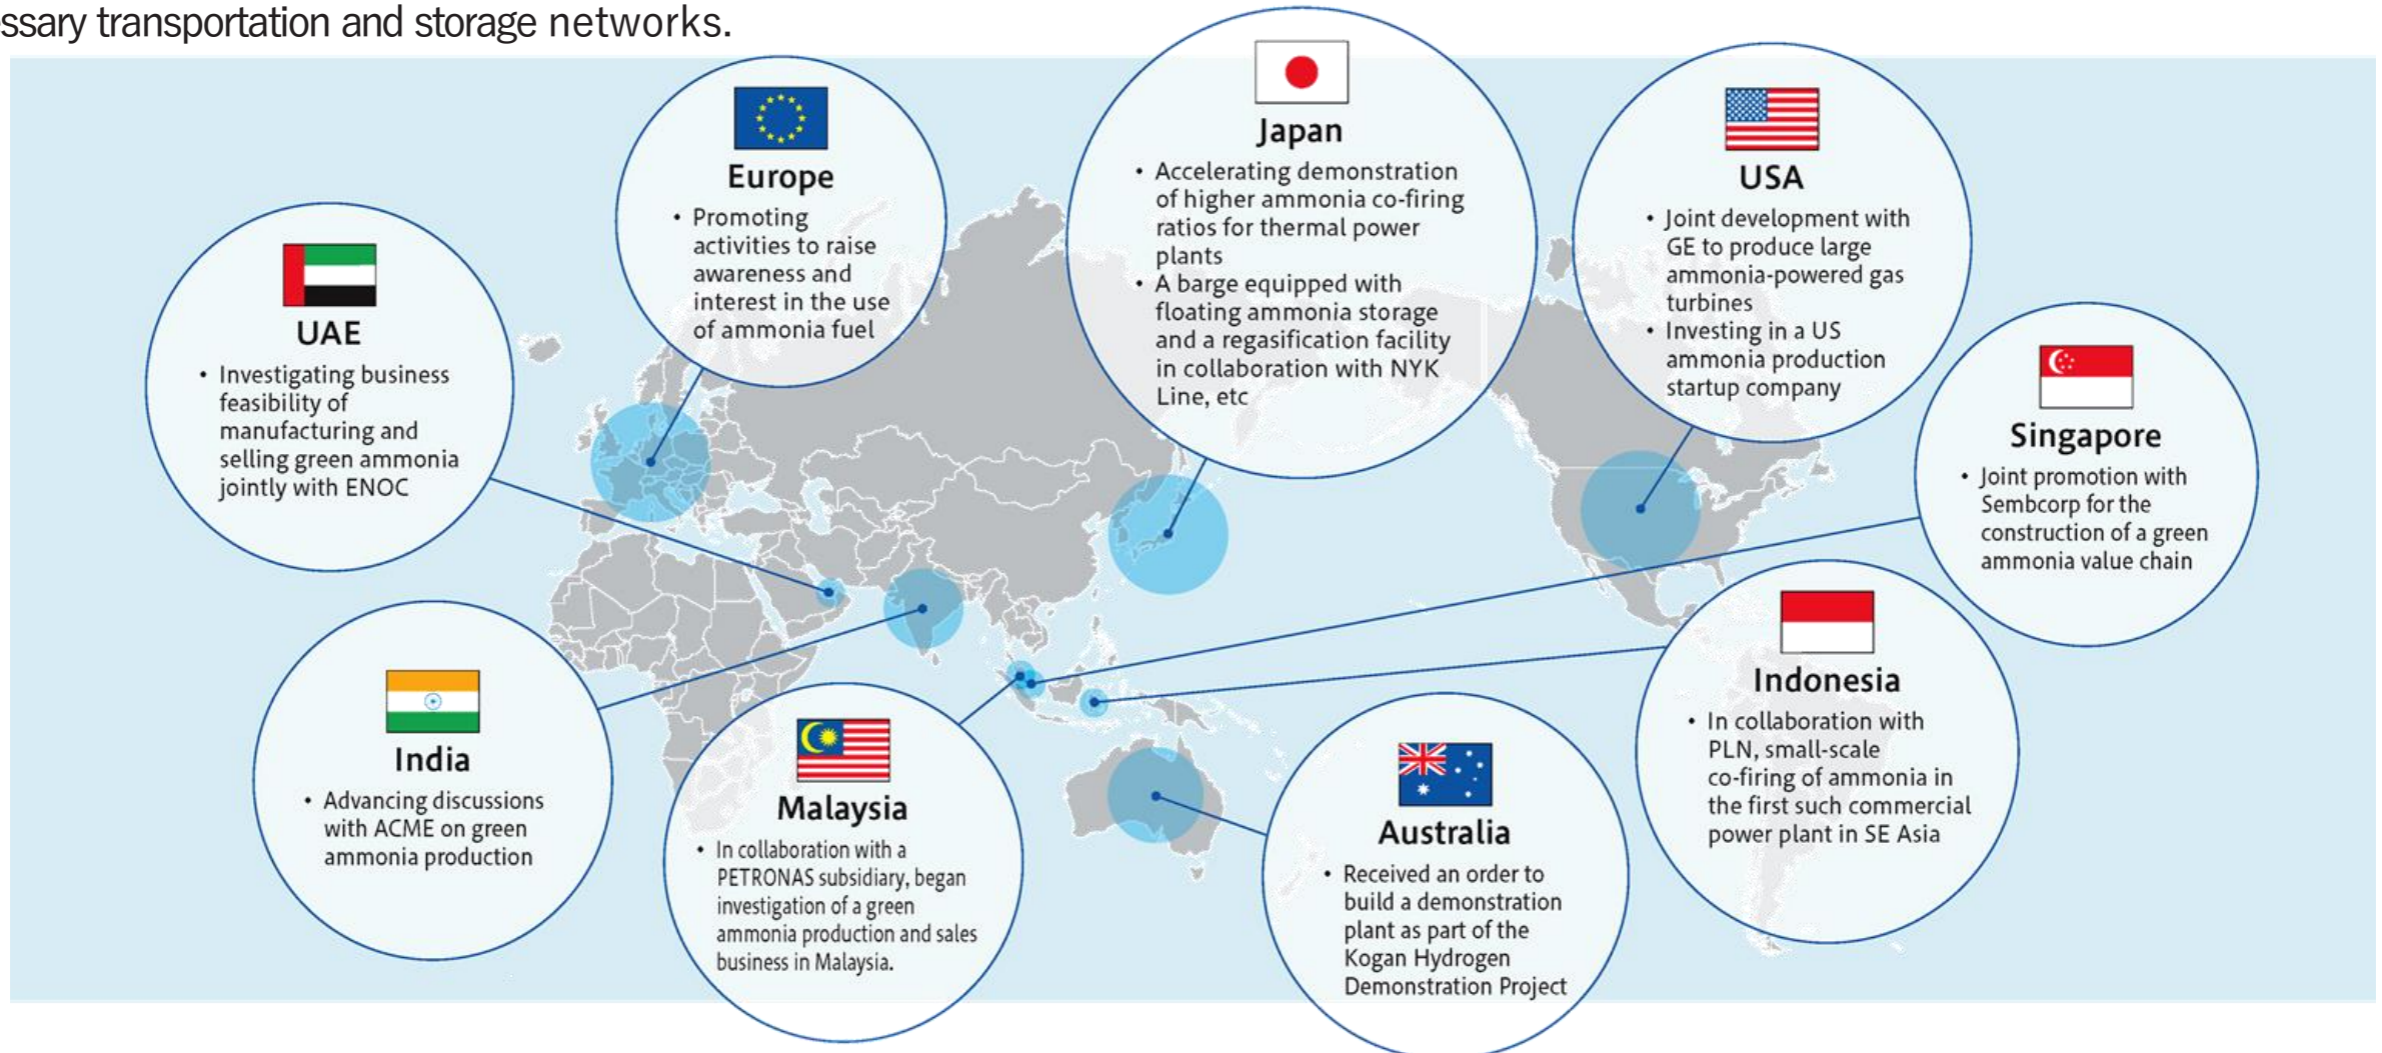 ssary transportation and storage networks.
UAE
• Investigating business
feasibility of
manufacturing and
selling green ammonia
jointly with ENOC
Europe
• Promoting
activities to raise
awareness and
interest in the use
of ammonia fuel
Japan
• Accelerating demonstration
of higher ammonia co-firing
ratios for thermal power
plants
• A barge equipped with
floating ammonia storage
and a regasification facility
in collaboration with NYK
Line, etc
USA
• Joint development with
GE to produce large
ammonia-powered gas
turbines
• Investing in a US
ammonia production
startup company
Singapore
• Joint promotion with
Sembcorp for the
construction of a green
ammonia value chain
India
• Advancing discussions
with ACME on green
ammonia production
Malaysia
• In collaboration with a
PETRONAS subsidiary, began
investigation of a green
ammonia production and sales
business in Malaysia.
Australia
• Received an order to
build a demonstration
plant as part of the
Kogan Hydrogen
Demonstration Project
Indonesia
• In collaboration with
PLN, small-scale
co-firing of ammonia in
the first such commercial
power plant in SE Asia